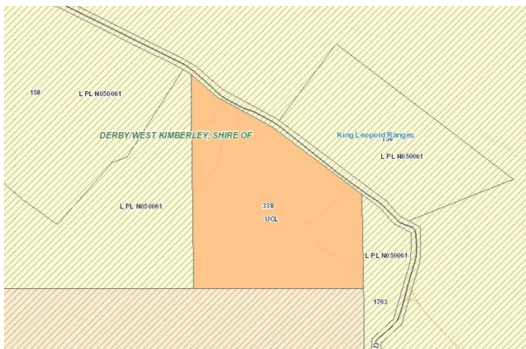 158
L PL N050061
DERBY WEST KIMBERLEY, SHIRE OF
King Leopold Ranges
L PL N050061
L PL N050061
338
UCL
L PL N050061
1763